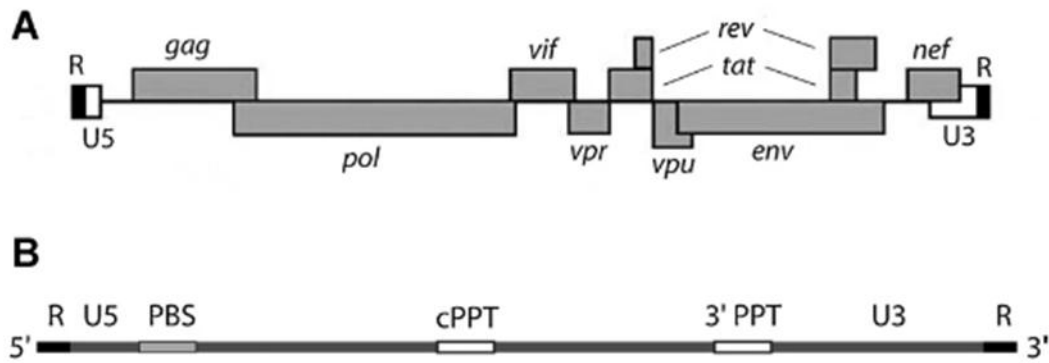 A
gag
vif
rev
nef
R
tat
R
U5
pol
vpr
vpu
env
U3
B
R U5 PBS cPPT 3' PPT U3 R
5' 3'